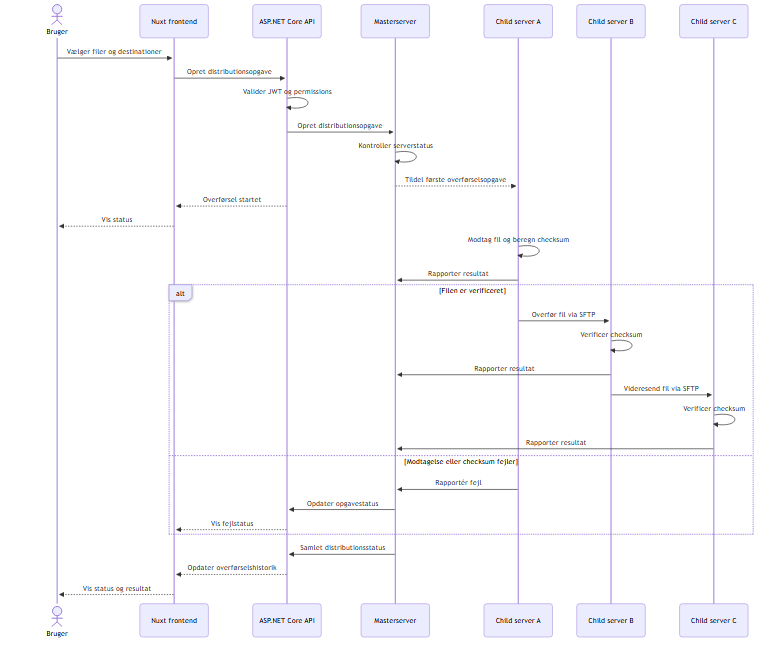 Bruger
Nuxt frontend
ASP.NET Core API
Masterserver
Child server A
Child server B
Child server C
Vælger filer og destinationer
Opret distributionsopgave
Valider JWT og permissions
Opret distributionsopgave
Kontroller serverstatus
Tildel første overførselsopgave
Overførsel startet
Vis status
Modtag fil og beregn checksum
Rapporter resultat
alt
[Filen er verificeret]
Overfør fil via SFTP
Verificer checksum
Rapporter resultat
Videresend fil via SFTP
Verificer checksum
Rapporter resultat
[Modtagelse eller checksum fejler]
Rapportér fejl
Opdater opgavestatus
Vis fejlstatus
Samlet distributionsstatus
Opdater overførselshistorik
Vis status og resultat
Bruger
Nuxt frontend
ASP.NET Core API
Masterserver
Child server A
Child server B
Child server C